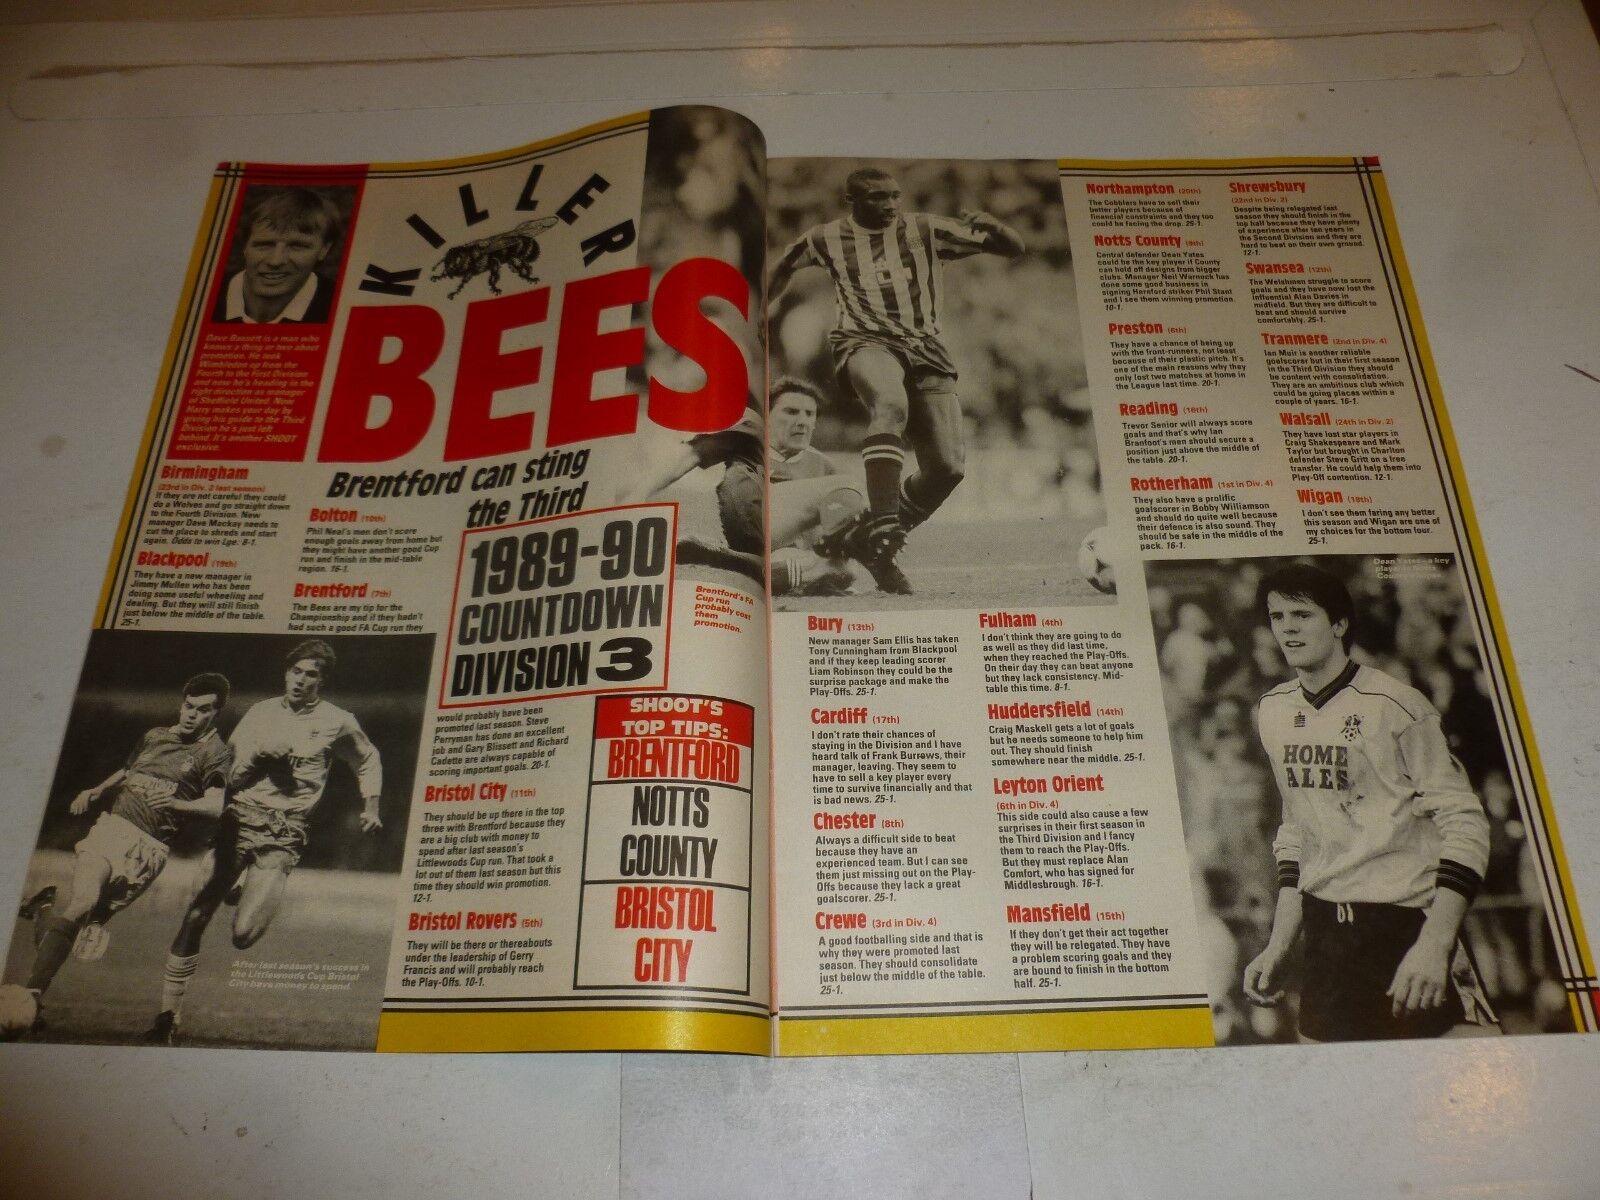 KILLER
BEES
Brentford can sting
the Third
Dave Bassett is a man who
knows a thing or two about
promotion. He took
Wimbledon up from the
Fourth to the First Division
and now he's heading in the
right direction as manager
of Sheffield United. Now
Harry makes your day by
giving his guide to the Third
Division he's just left
behind. It's another SHOOT
exclusive.
Birmingham
(23rd in Div. 2 last season)
If they are not careful they could
do a Wolves and go straight down
to the Fourth Division. New
manager Dave Mackay needs to
cut the place to shreds and start
again. Odds to win Lge. 8-1.
Blackpool (19th)
They have a new manager in
Jimmy Mullen who has been
doing some useful wheeling and
dealing. But they will still finish
just below the middle of the table.
25-1.
Bolton (10th)
Phil Neal's men don't score
enough goals away from home but
they might have another good Cup
run and finish in the mid-table
region. 16-1.
Brentford (7th)
The Bees are my tip for the
Championship and if they hadn't
had such a good FA Cup run they
would probably have been
promoted last season. Steve
Perryman has done an excellent
job and Gary Blissett and Richard
Cadette are always capable of
scoring important goals. 20-1.
Bristol City (11th)
They should be up there in the top
three with Brentford because they
are a big club with money to
spend after last season's
Littlewoods Cup run. That took a
lot out of them last season but this
time they should win promotion.
12-1.
Bristol Rovers (5th)
They will be there or thereabouts
under the leadership of Gerry
Francis and will probably reach
the Play-Offs. 10-1.
After last season's success in
the Littlewoods Cup Bristol
City have money to spend.
1989-90
COUNTDOWN
DIVISION 3
Brentford's FA
Cup run
probably cost
them
promotion.
SHOOT'S
TOP TIPS:
BRENTFORD
NOTTS
COUNTY
BRISTOL
CITY
Bury (13th)
New manager Sam Ellis has taken
Tony Cunningham from Blackpool
and if they keep leading scorer
Liam Robinson they could be the
surprise package and make the
Play-Offs. 25-1.
Cardiff (17th)
I don't rate their chances of
staying in the Division and I have
heard talk of Frank Burrows, their
manager, leaving. They seem to
have to sell a key player every
time to survive financially and that
is bad news. 25-1.
Chester (8th)
Always a difficult side to beat
because they have an
experienced team. But I can see
them just missing out on the Play-
Offs because they lack a great
goalscorer. 25-1.
Crewe (3rd in Div. 4)
A good footballing side and that is
why they were promoted last
season. They should consolidate
just below the middle of the table.
25-1.
Fulham (4th)
I don't think they are going to do
as well as they did last time,
when they reached the Play-Offs.
On their day they can beat anyone
but they lack consistency. Mid-
table this time. 8-1.
Huddersfield (14th)
Craig Maskell gets a lot of goals
but he needs someone to help him
out. They should finish
somewhere near the middle. 25-1.
Leyton Orient
(6th in Div. 4)
This side could also cause a few
surprises in their first season in
the Third Division and I fancy
them to reach the Play-Offs.
But they must replace Alan
Comfort, who has signed for
Middlesbrough. 16-1.
Mansfield (15th)
If they don't get their act together
they will be relegated. They have
a problem scoring goals and they
are bound to finish in the bottom
half. 25-1.
Northampton (20th)
The Cobblers have to sell their
better players because of
financial constraints and they too
could be facing the drop. 25-1.
Notts County (9th)
Central defender Dean Yates
could be the key player if County
can hold off designs from bigger
clubs. Manager Neil Warnock has
done some good business in
signing Hereford striker Phil Stant
and I see them winning promotion.
10-1.
Preston (6th)
They have a chance of being up
with the front-runners, not least
because of their plastic pitch. It's
one of the main reasons why they
only lost two matches at home in
the League last time. 20-1.
Reading (18th)
Trevor Senior will always score
goals and that's why Ian
Branfoot's men should secure a
position just above the middle of
the table. 20-1.
Rotherham (1st in Div. 4)
They also have a prolific
goalscorer in Bobby Williamson
and should do quite well because
their defence is also sound. They
should be safe in the middle of the
pack. 16-1.
Shrewsbury
(22nd in Div. 2)
Despite being relegated last
season they should finish in the
top half because they have plenty
of experience after ten years in
the Second Division and they are
hard to beat on their own ground.
12-1.
Swansea (12th)
The Welshmen struggle to score
goals and they have now lost the
influential Alan Davies in
midfield. But they are difficult to
beat and should survive
comfortably. 25-1.
Tranmere (2nd in Div. 4)
Ian Muir is another reliable
goalscorer but in their first season
in the Third Division they should
be content with consolidation.
They are an ambitious club which
could be going places within a
couple of years. 16-1.
Walsall (24th in Div. 2)
They have lost star players in
Craig Shakespeare and Mark
Taylor but brought in Charlton
defender Steve Gritt on a free
transfer. He could help them into
Play-Off contention. 12-1.
Wigan
I don't see them faring any better
this season and Wigan are one of
my choices for the bottom four.
25-1.
Dean Yates – a key
HOME
ALES